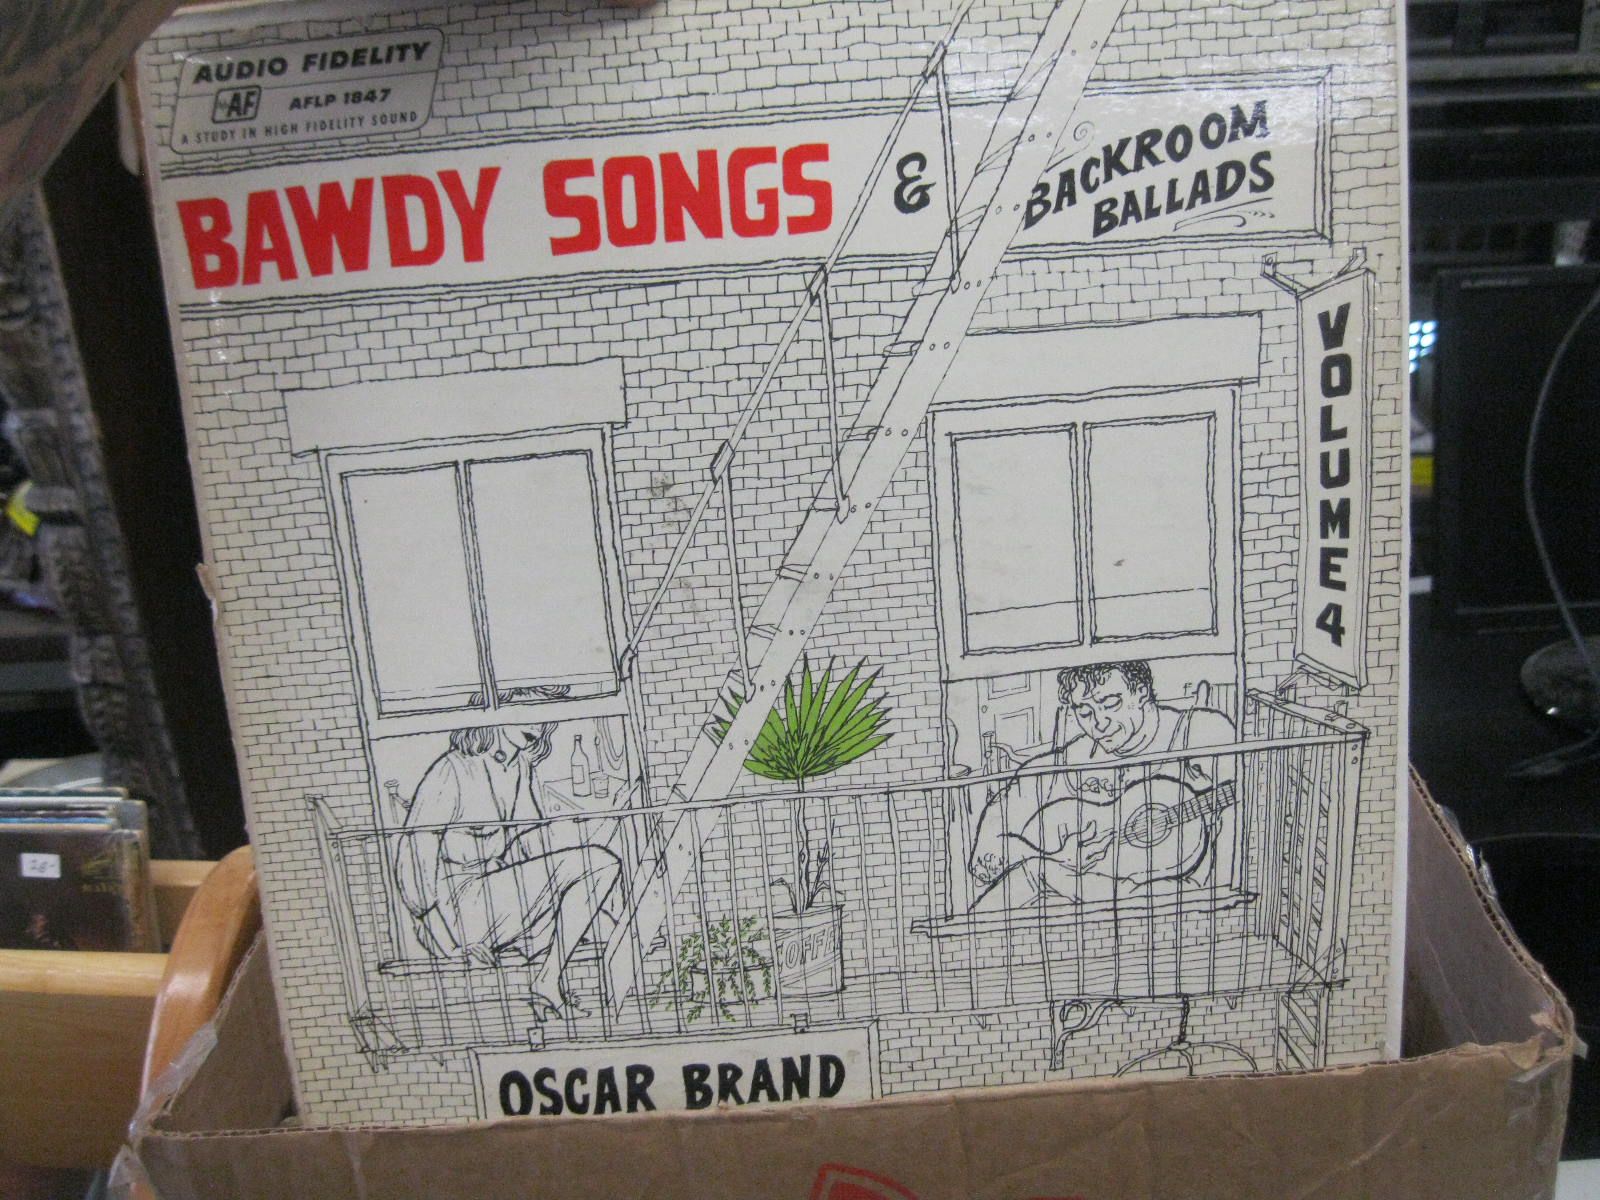 AUDIO FIDELITY
AF AFLP 1847
A STUDY IN HIGH FIDELITY SOUND
BAWDY SONGS & BACKROOM BALLADS
VOLUME 4
OSCAR BRAND